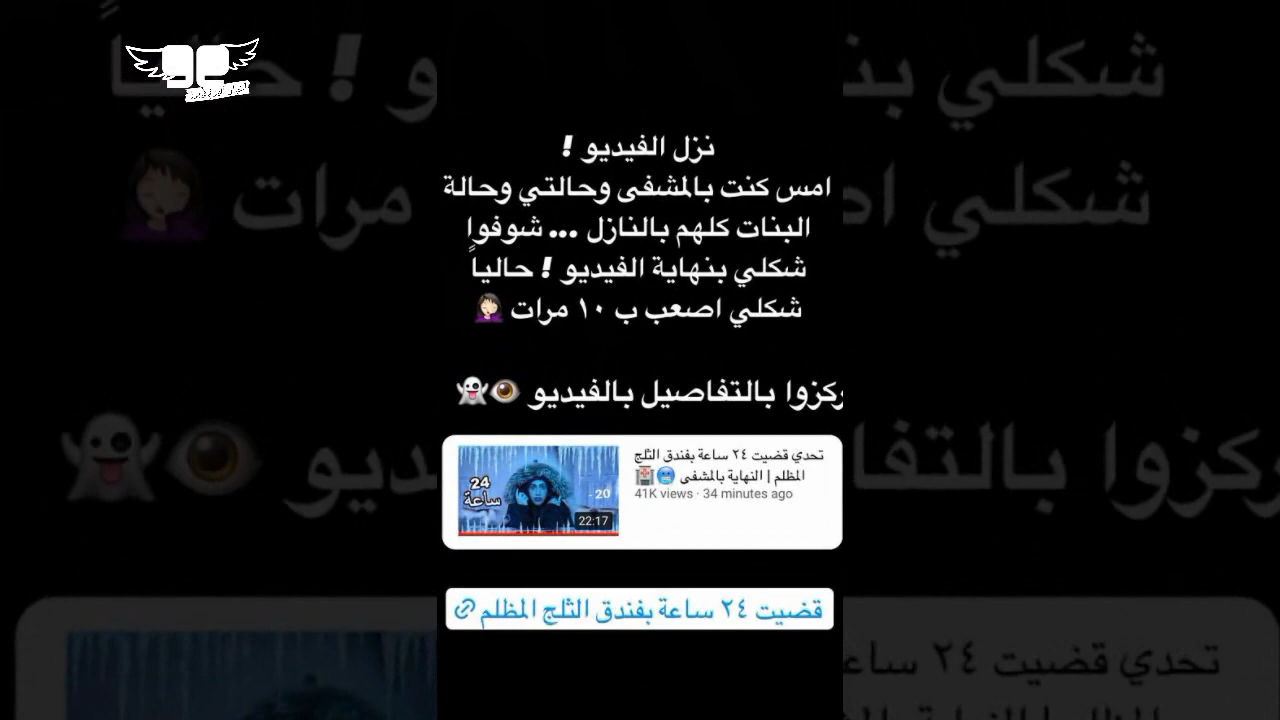 نزل الفيديو !
امس كنت بالمشفى وحالتي وحالة
البنات كلهم بالنازل ... شوفوا
شكلي بنهاية الفيديو ! حالياً
شكلي اصعب ب ١٠ مرات 🤦🏻‍♀️
ركزوا بالتفاصيل بالفيديو 👁️👻
تحدي قضيت ٢٤ ساعة بفندق الثلج
المظلم | النهاية بالمشفى 🥶🏥
41K views · 34 minutes ago
24
ساعة
-20
22:17
قضيت ٢٤ ساعة بفندق الثلج المظلم